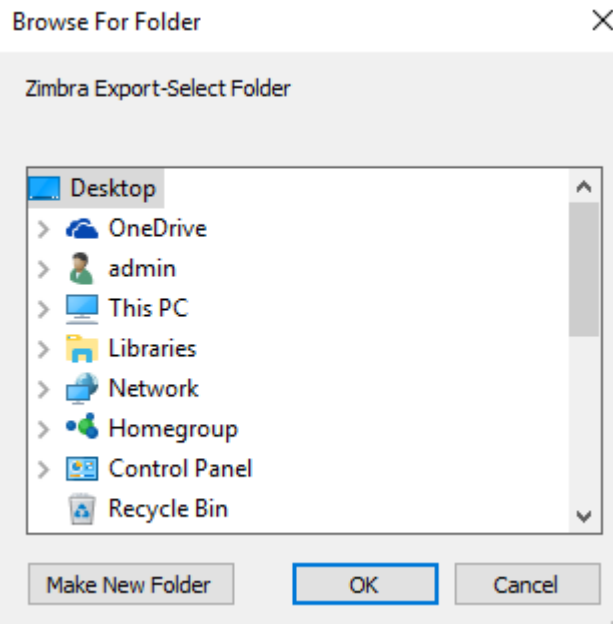 Browse For Folder
Zimbra Export-Select Folder
Desktop
OneDrive
admin
This PC
Libraries
Network
Homegroup
Control Panel
Recycle Bin
Make New Folder OK Cancel